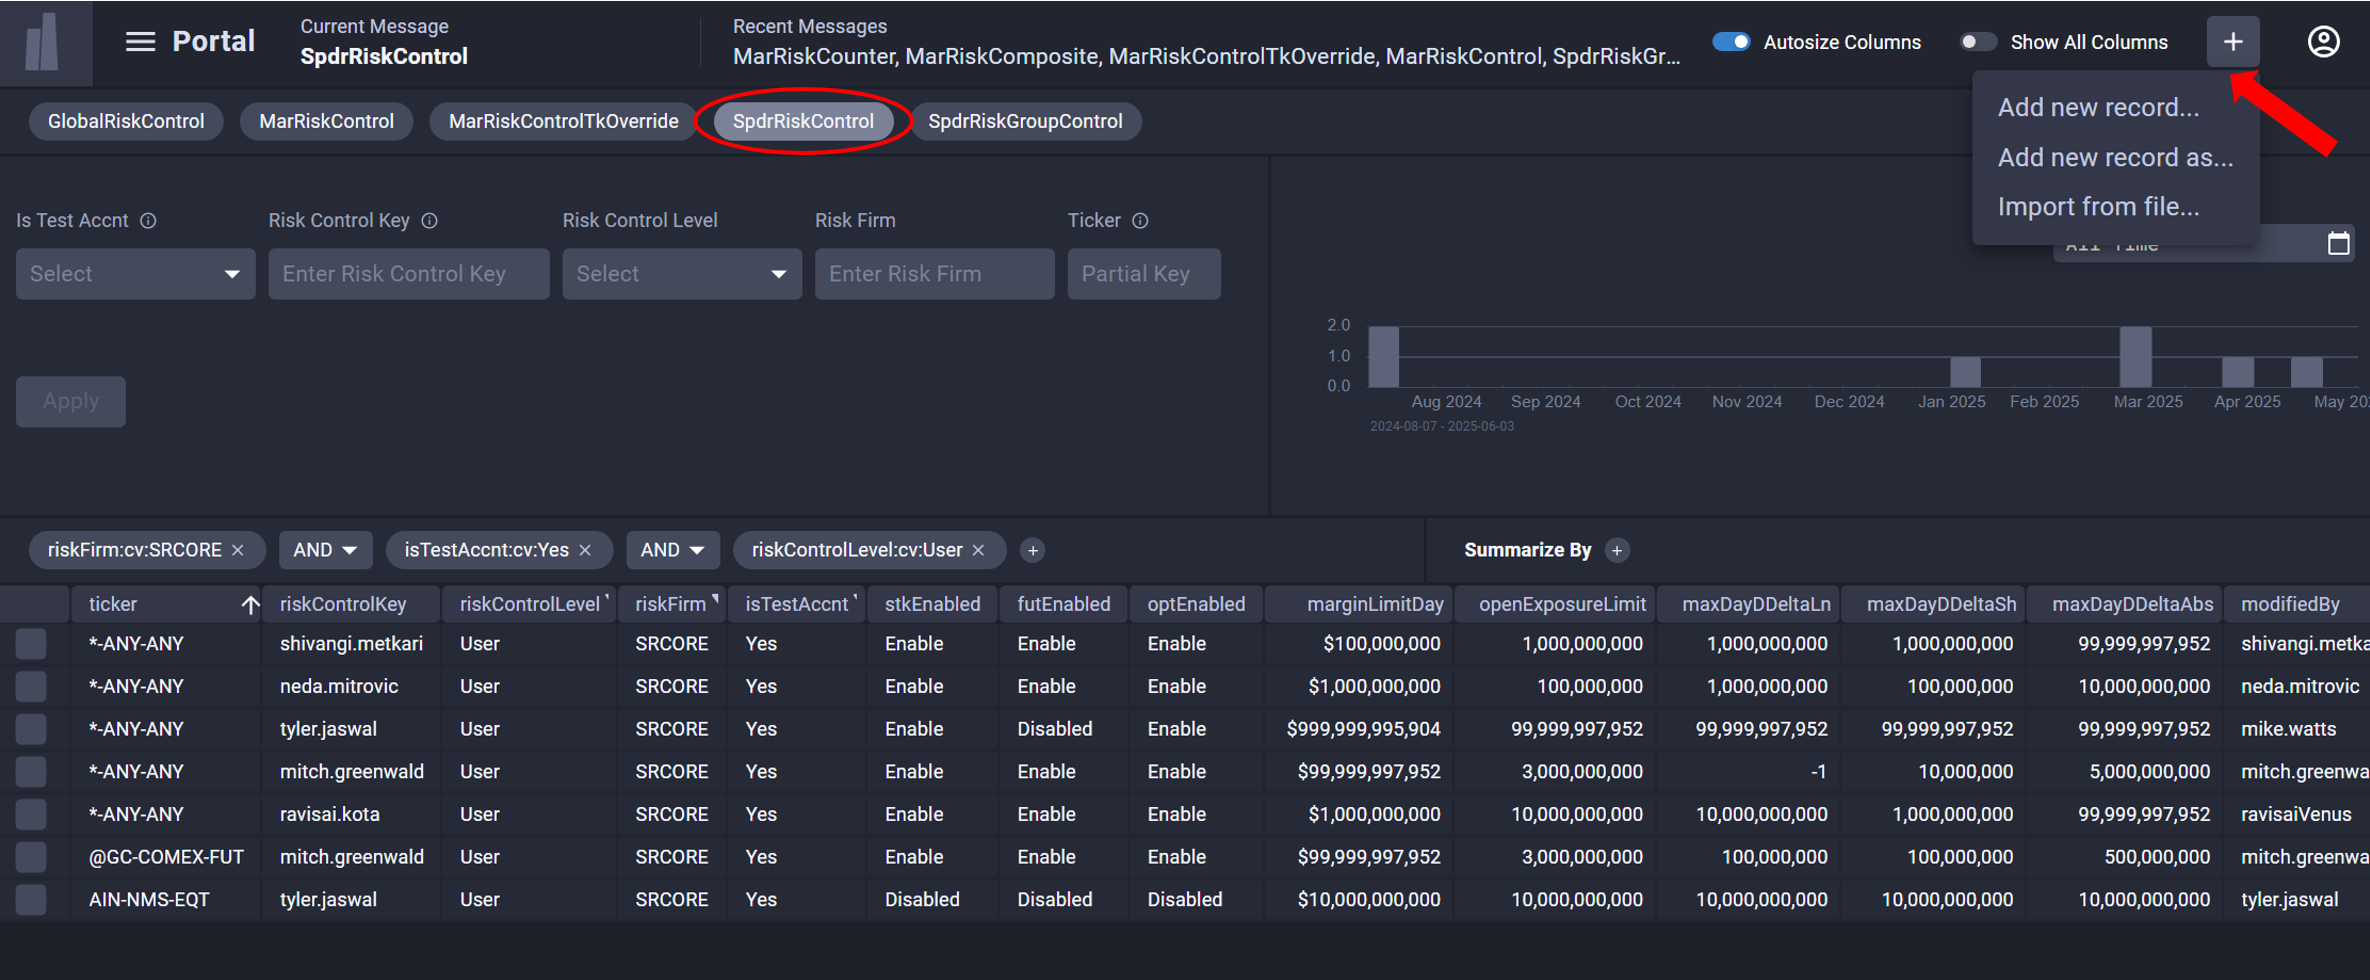 Portal
Current Message
SpdrRiskControl
Recent Messages
MarRiskCounter, MarRiskComposite, MarRiskControlTkOverride, MarRiskControl, SpdrRiskGr...
Autosize Columns
Show All Columns
Add new record...
Add new record as...
Import from file...
GlobalRiskControl MarRiskControl MarRiskControlTkOverride SpdrRiskControl SpdrRiskGroupControl
Is Test Accnt Risk Control Key Risk Control Level Risk Firm Ticker
Select Enter Risk Control Key Select Enter Risk Firm Partial Key
All Time
Apply
2.0
1.0
0.0
Aug 2024 Sep 2024 Oct 2024 Nov 2024 Dec 2024 Jan 2025 Feb 2025 Mar 2025 Apr 2025 May 202
2024-08-07 - 2025-06-03
riskFirm:cv:SRCORE × AND isTestAccnt:cv:Yes × AND riskControlLevel:cv:User × +
Summarize By +
ticker riskControlKey riskControlLevel riskFirm isTestAccnt stkEnabled futEnabled optEnabled marginLimitDay openExposureLimit maxDayDDeltaLn maxDayDDeltaSh maxDayDDeltaAbs modifiedBy
*-ANY-ANY shivangi.metkari User SRCORE Yes Enable Enable Enable $100,000,000 1,000,000,000 1,000,000,000 1,000,000,000 99,999,997,952 shivangi.metka
*-ANY-ANY neda.mitrovic User SRCORE Yes Enable Enable Enable $1,000,000,000 100,000,000 1,000,000,000 100,000,000 10,000,000,000 neda.mitrovic
*-ANY-ANY tyler.jaswal User SRCORE Yes Enable Disabled Enable $999,999,995,904 99,999,997,952 99,999,997,952 99,999,997,952 99,999,997,952 mike.watts
*-ANY-ANY mitch.greenwald User SRCORE Yes Enable Enable Enable $99,999,997,952 3,000,000,000 -1 10,000,000 5,000,000,000 mitch.greenwa
*-ANY-ANY ravisai.kota User SRCORE Yes Enable Enable Enable $1,000,000,000 10,000,000,000 10,000,000,000 1,000,000,000 99,999,997,952 ravisaiVenus
@GC-COMEX-FUT mitch.greenwald User SRCORE Yes Enable Enable Enable $99,999,997,952 3,000,000,000 100,000,000 100,000,000 500,000,000 mitch.greenwa
AIN-NMS-EQT tyler.jaswal User SRCORE Yes Disabled Disabled Disabled $10,000,000,000 10,000,000,000 10,000,000,000 10,000,000,000 10,000,000,000 tyler.jaswal